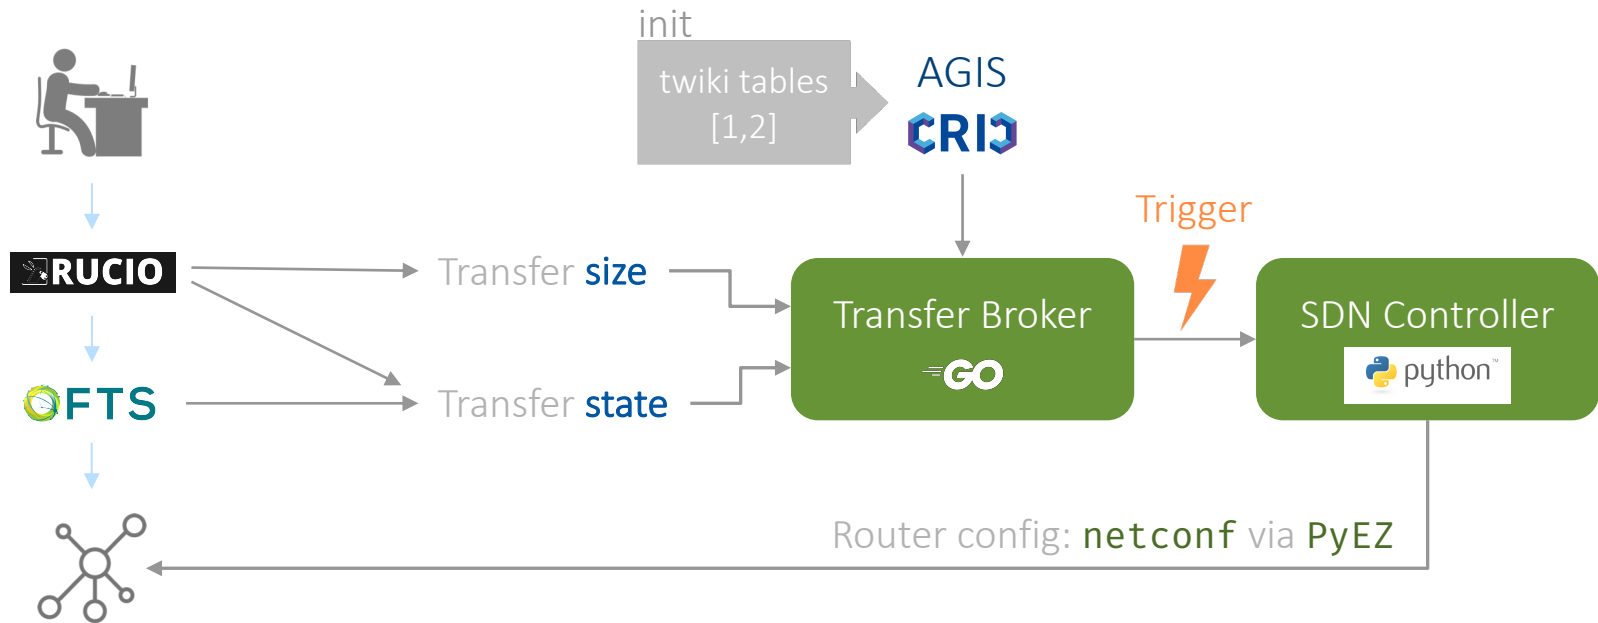 init
twiki tables
[1,2]
AGIS
CRIC
Trigger
RUCIO
Transfer size
Transfer Broker
GO
SDN Controller
python™
FTS
Transfer state
Router config: netconf via PyEZ